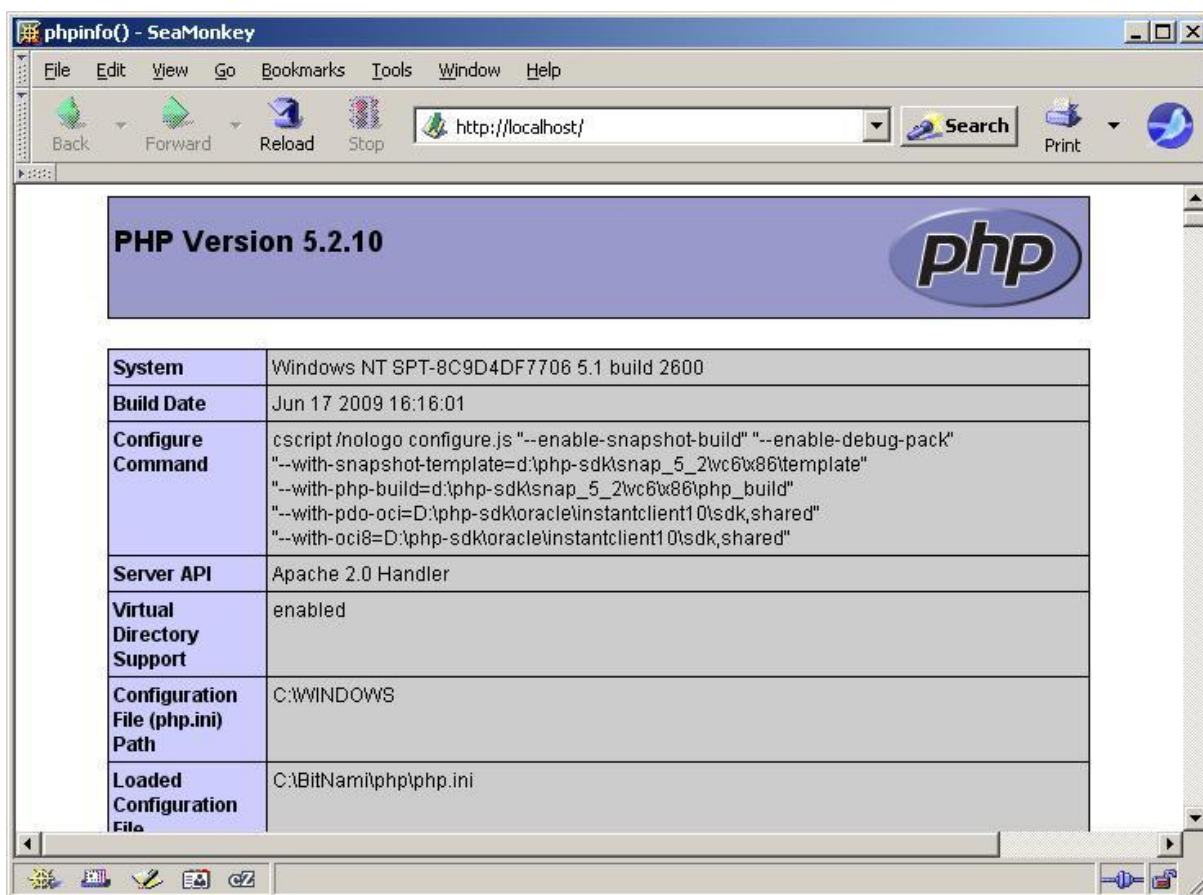 phpinfo() - SeaMonkey
File Edit View Go Bookmarks Tools Window Help
Back Forward Reload Stop http://localhost/ Search Print
PHP Version 5.2.10
php
System Windows NT SPT-8C9D4DF7706 5.1 build 2600
Build Date Jun 17 2009 16:16:01
Configure Command cscript /nologo configure.js "--enable-snapshot-build" "--enable-debug-pack"
"--with-snapshot-template=d:\php-sdk\snap_5_2\vc6\x86\template"
"--with-php-build=d:\php-sdk\snap_5_2\vc6\x86\php_build"
"--with-pdo-oci=D:\php-sdk\oracle\instantclient10\sdk,shared"
"--with-oci8=D:\php-sdk\oracle\instantclient10\sdk,shared"
Server API Apache 2.0 Handler
Virtual Directory Support enabled
Configuration File (php.ini) Path C:\WINDOWS
Loaded Configuration File C:\BitNami\php\php.ini
cZ